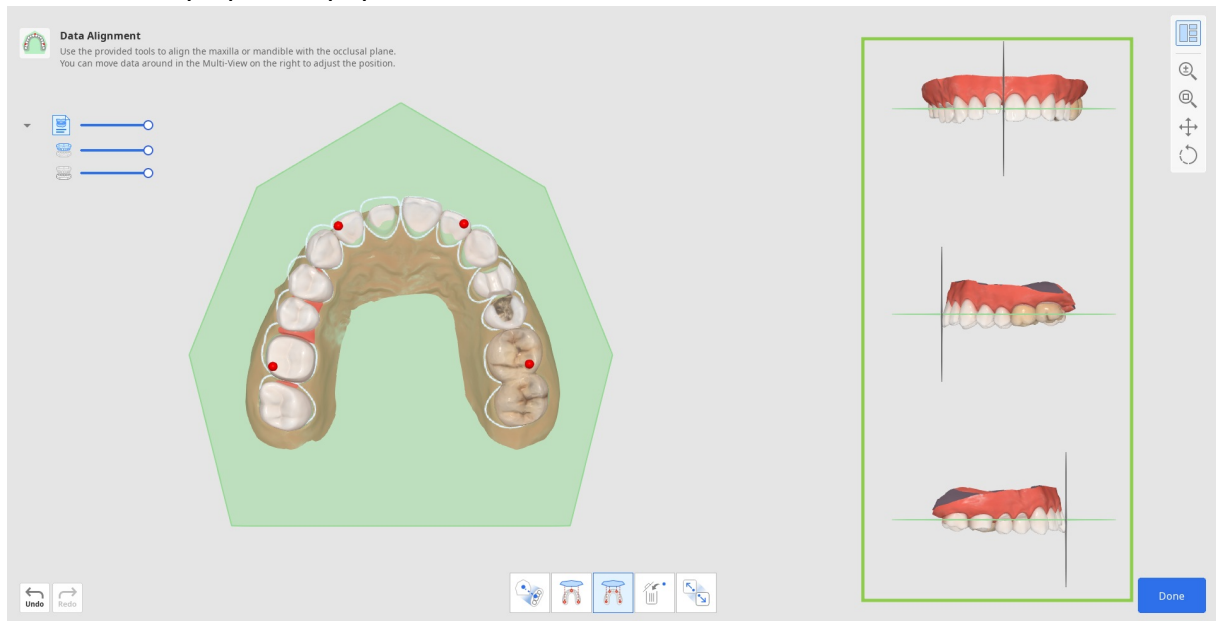 Data Alignment
Use the provided tools to align the maxilla or mandible with the occlusal plane.
You can move data around in the Multi-View on the right to adjust the position.
Undo
Redo
Done